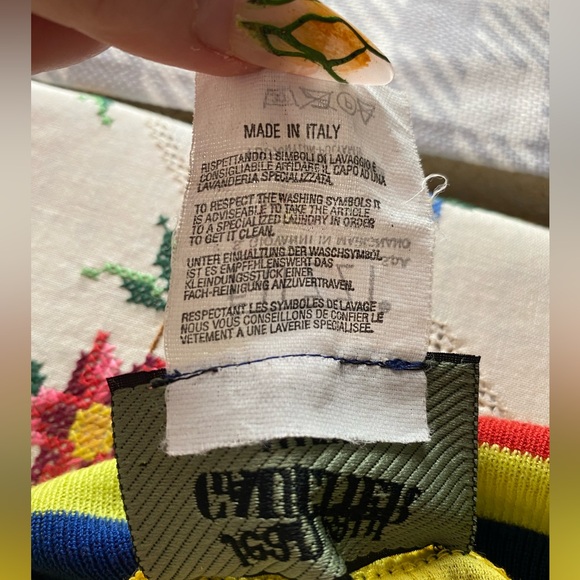 MADE IN ITALY
RISPETTANDO I SIMBOLI DI LAVAGGIO È
CONSIGLIABILE AFFIDARE IL CAPO AD UNA
LAVANDERIA SPECIALIZZATA.
TO RESPECT THE WASHING SYMBOLS IT
IS ADVISEABLE TO TAKE THE ARTICLE
TO A SPECIALIZED LAUNDRY IN ORDER
TO GET IT CLEAN.
UNTER EINHALTUNG DER WASCHSYMBOL
IST ES EMPFEHLENSWERT DAS
KLEINDUNGSSTÜCK EINER
FACH-REINIGUNG ANZUVERTRAVEN.
RESPECTANT LES SYMBOLES DE LAVAGE
NOUS VOUS CONSEILLONS DE CONFIER LE
VÊTEMENT A UNE LAVERIE SPECIALISÉE.